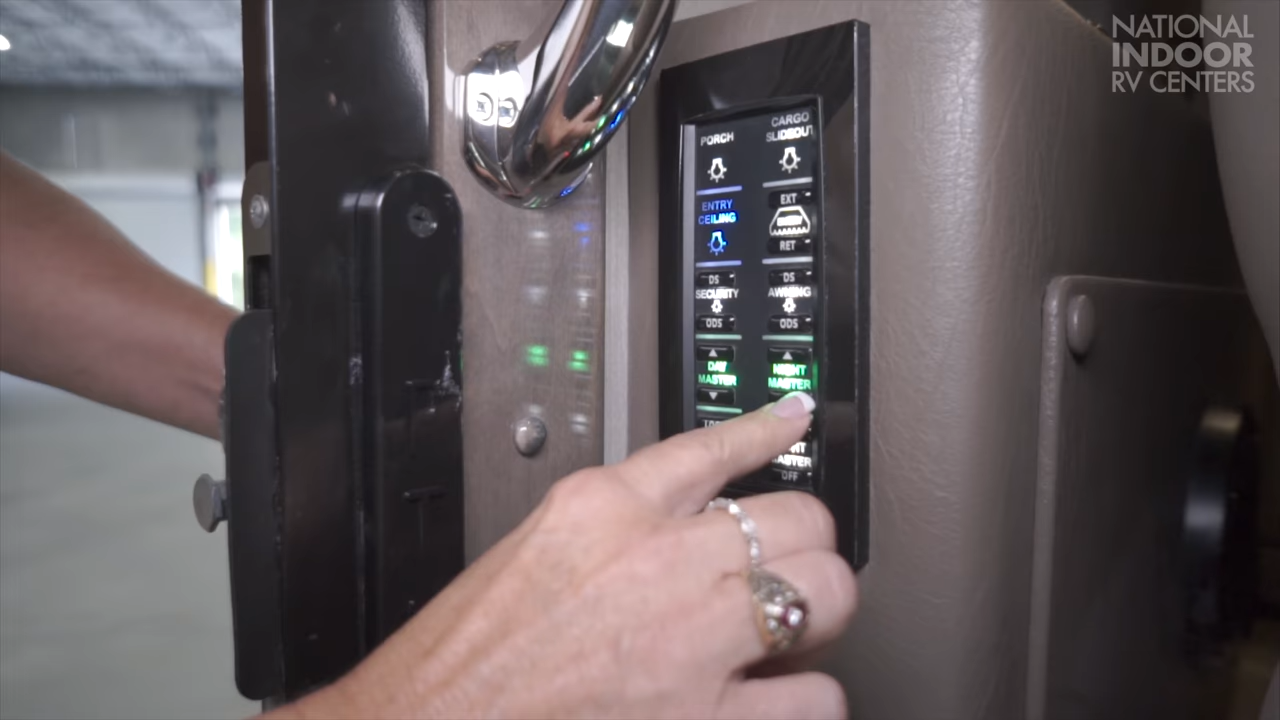 NATIONAL
INDOOR
RV CENTERS
PORCH
CARGO
SLIDEOUT
ENTRY
CEILING
EXT
RET
DS
SECURITY
ODS
DS
AWNING
ODS
DAY
MASTER
NIGHT
MASTER
OFF